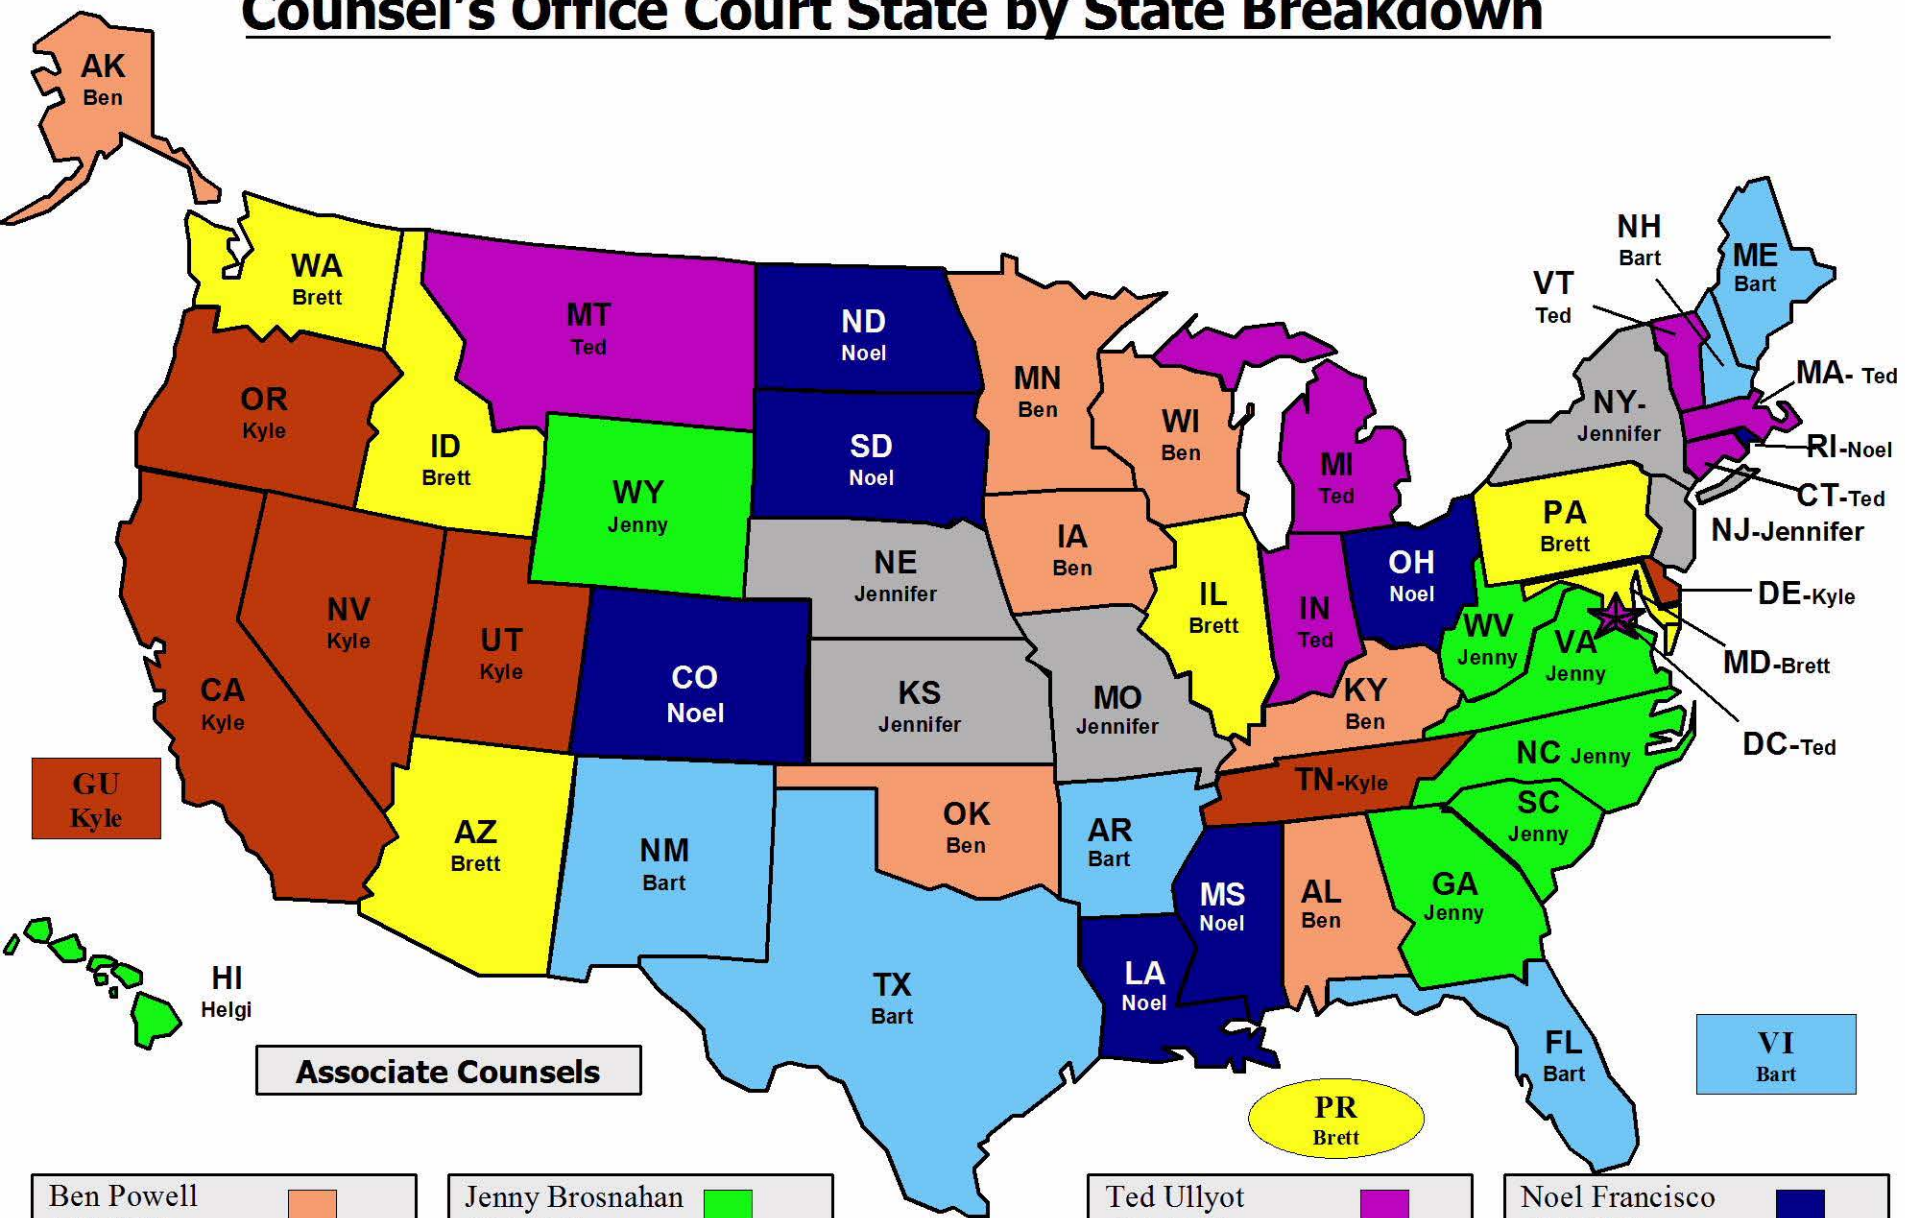 Counsel's Office Court State by State Breakdown
AK
Ben
WA
Brett
MT
Ted
ND
Noel
MN
Ben
NH
Bart
ME
Bart
VT
Ted
OR
Kyle
ID
Brett
WY
Jenny
SD
Noel
WI
Ben
MI
Ted
NY-
Jennifer
MA- Ted
RI-Noel
CT-Ted
NJ-Jennifer
PA
Brett
NE
Jennifer
IA
Ben
IL
Brett
IN
Ted
OH
Noel
DE-Kyle
NV
Kyle
UT
Kyle
CA
Kyle
CO
Noel
KS
Jennifer
MO
Jennifer
KY
Ben
WV
Jenny
VA
Jenny
MD-Brett
DC-Ted
GU
Kyle
AZ
Brett
NM
Bart
OK
Ben
AR
Bart
TN-Kyle
NC Jenny
SC
Jenny
MS
Noel
AL
Ben
GA
Jenny
HI
Helgi
TX
Bart
LA
Noel
FL
Bart
VI
Bart
PR
Brett
Associate Counsels
Ben Powell
Jenny Brosnahan
Ted Ullyot
Noel Francisco